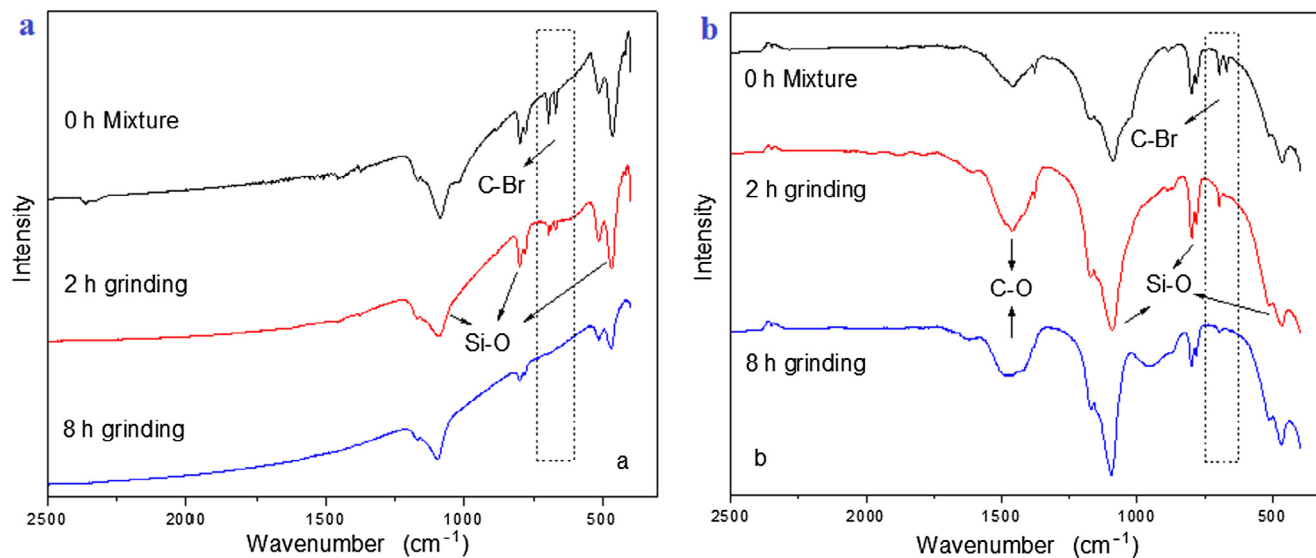 a
0 h Mixture
C-Br
2 h grinding
Si-O
8 h grinding
a
Intensity
2500 2000 1500 1000 500
Wavenumber (cm⁻¹)
b
0 h Mixture
C-Br
2 h grinding
C-O
Si-O
8 h grinding
b
Intensity
2500 2000 1500 1000 500
Wavenumber (cm⁻¹)